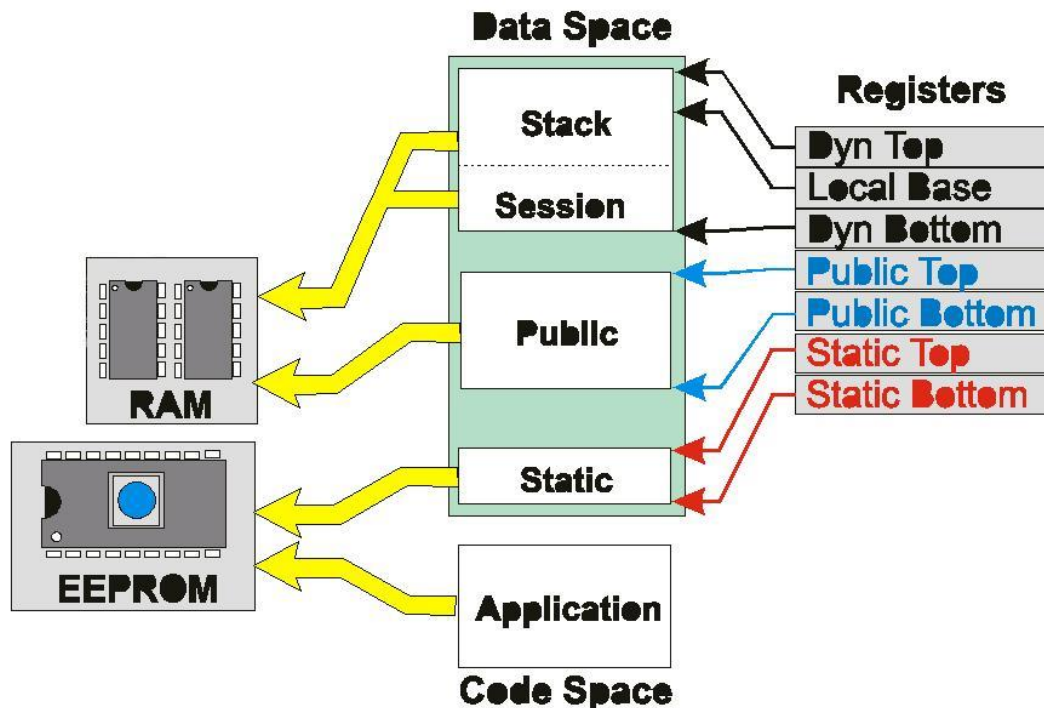 Data Space
Stack
Session
Public
Static
Registers
Dyn Top
Local Base
Dyn Bottom
Public Top
Public Bottom
Static Top
Static Bottom
RAM
EEPROM
Application
Code Space